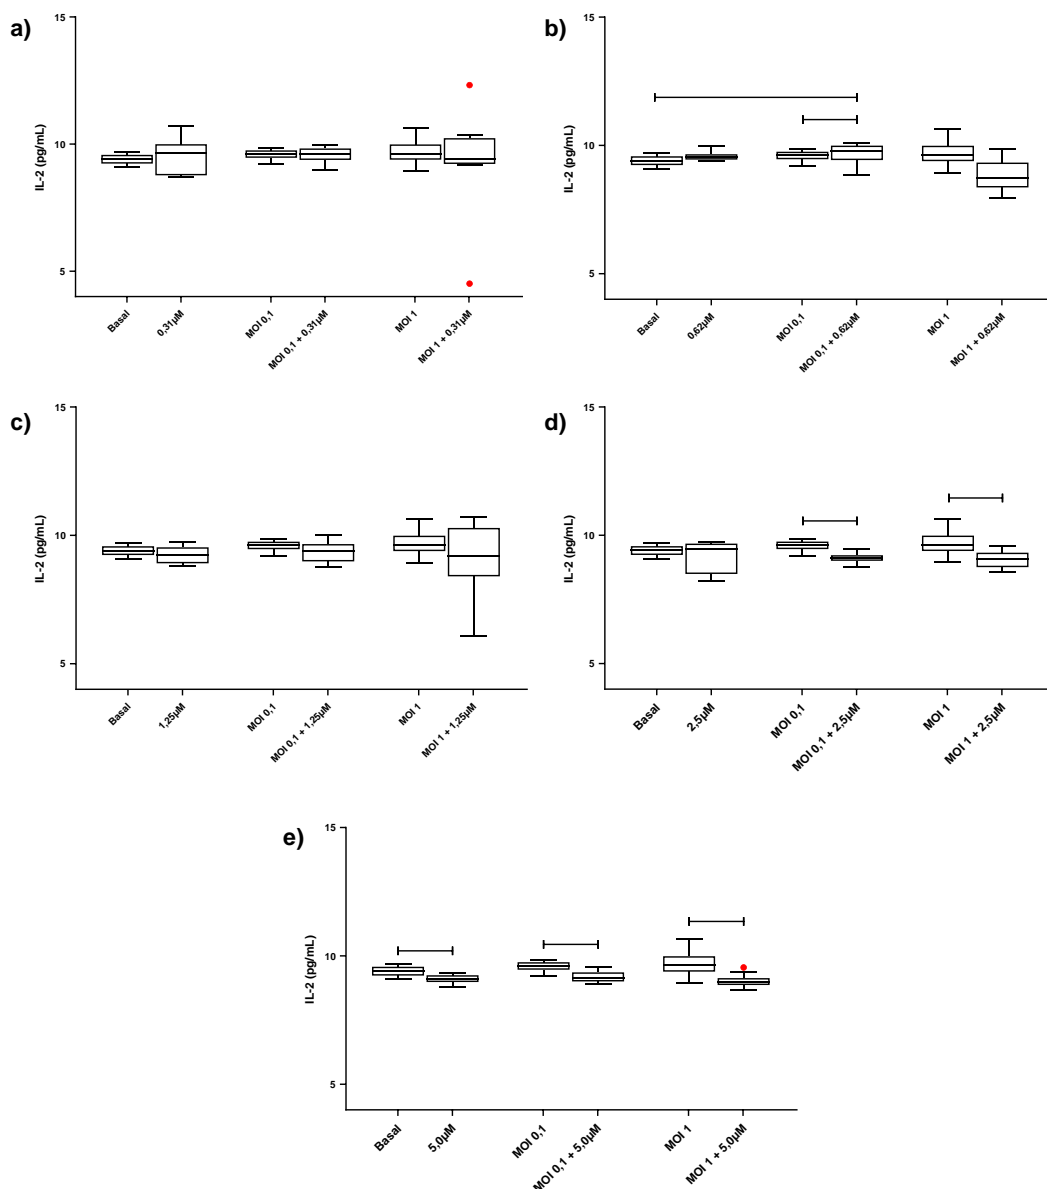 a)
15
10
5
IL-2 (pg/mL)
Basal
0,31µM
MOI 0,1
MOI 0,1 + 0,31µM
MOI 1
MOI 1 + 0,31µM
b)
15
10
5
IL-2 (pg/mL)
Basal
0,62µM
MOI 0,1
MOI 0,1 + 0,62µM
MOI 1
MOI 1 + 0,62µM
c)
15
10
5
IL-2 (pg/mL)
Basal
1,25µM
MOI 0,1
MOI 0,1 + 1,25µM
MOI 1
MOI 1 + 1,25µM
d)
15
10
5
IL-2 (pg/mL)
Basal
2,5µM
MOI 0,1
MOI 0,1 + 2,5µM
MOI 1
MOI 1 + 2,5µM
e)
15
10
5
IL-2 (pg/mL)
Basal
5,0µM
MOI 0,1
MOI 0,1 + 5,0µM
MOI 1
MOI 1 + 5,0µM